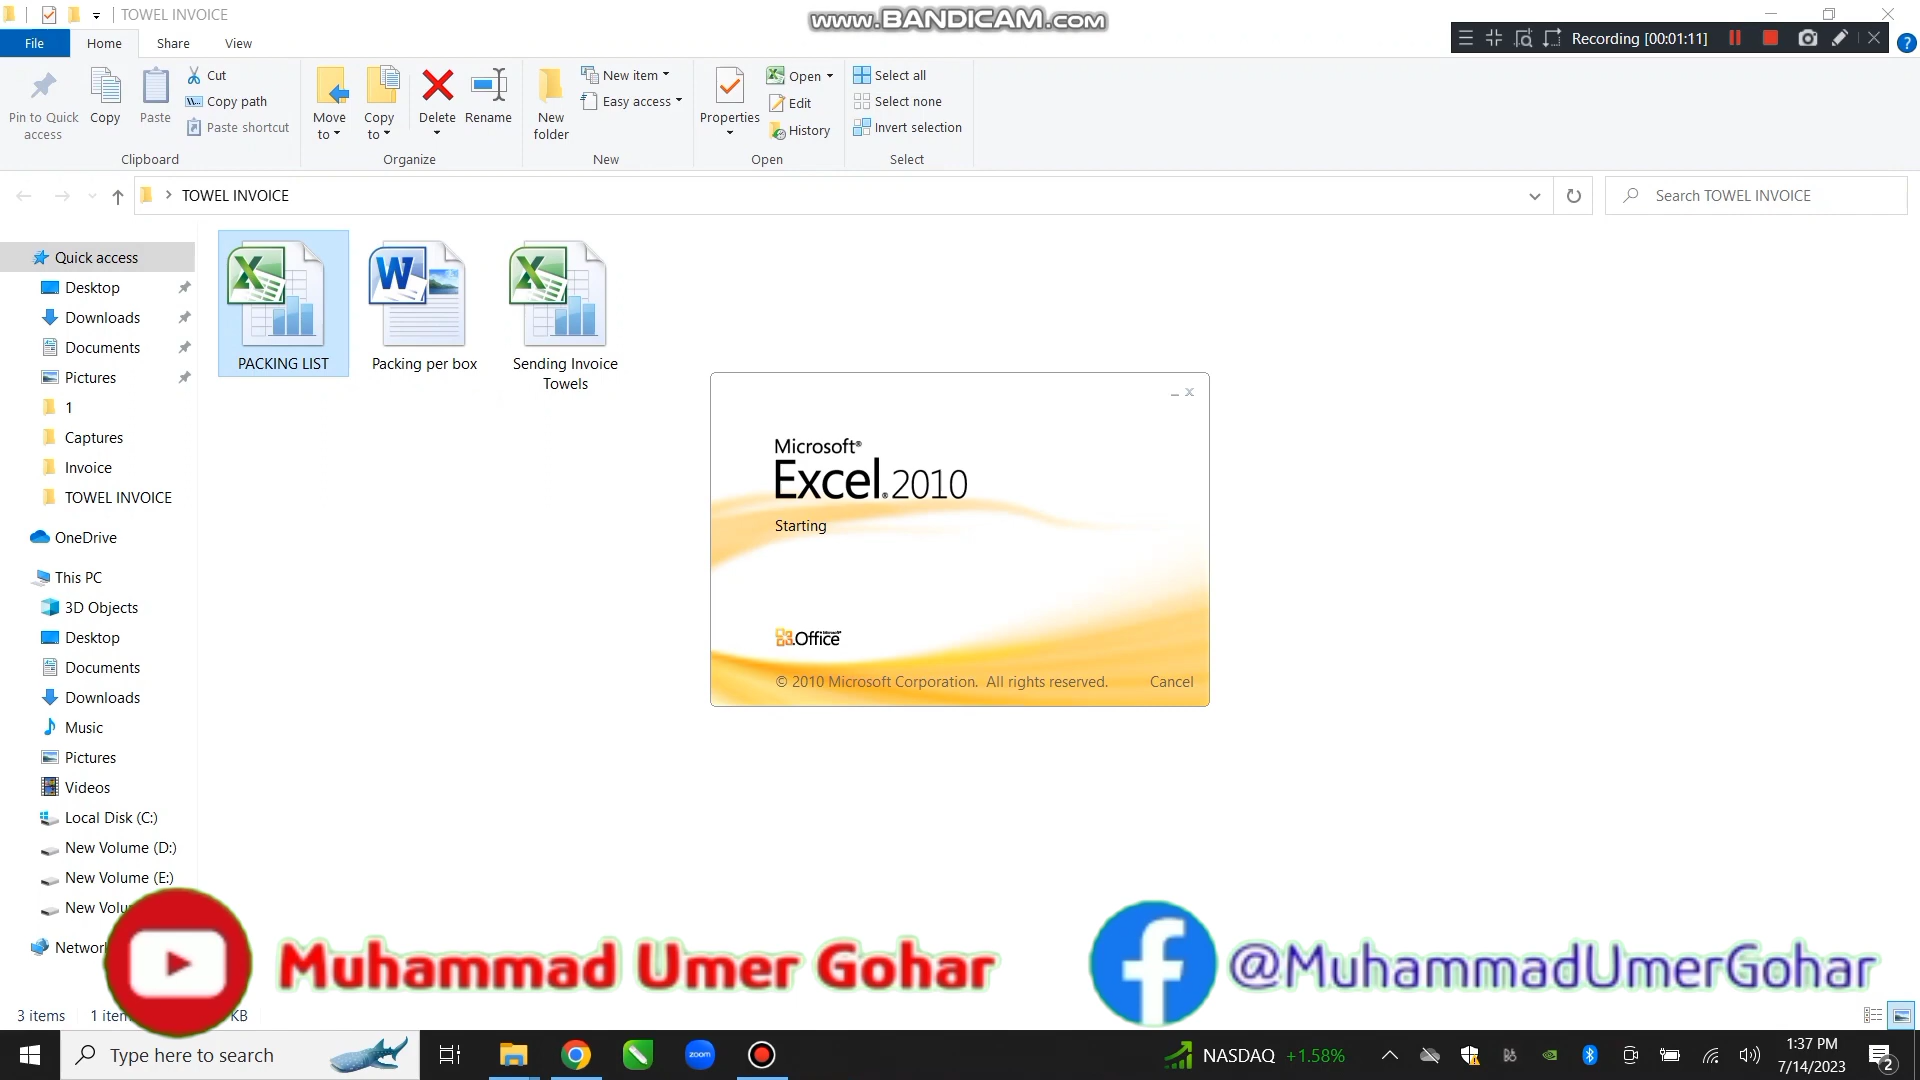 TOWEL INVOICE
www.BANDICAM.com
Recording [00:01:11]
File
Home
Share
View
Pin to Quick access
Copy
Paste
Cut
Copy path
Paste shortcut
Move to
Copy to
Delete
Rename
New folder
New item
Easy access
Properties
Open
Edit
History
Select all
Select none
Invert selection
Clipboard
Organize
New
Open
Select
TOWEL INVOICE
Search TOWEL INVOICE
Quick access
Desktop
Downloads
Documents
Pictures
1
Captures
Invoice
TOWEL INVOICE
OneDrive
This PC
3D Objects
Desktop
Documents
Downloads
Music
Pictures
Videos
Local Disk (C:)
New Volume (D:)
New Volume (E:)
New
PACKING LIST
Packing per box
Sending Invoice
Towels
Microsoft®
Excel®2010
Starting
Office
© 2010 Microsoft Corporation. All rights reserved.
Cancel
Muhammad Umer Gohar
@MuhammadUmerGohar
3 items
1
KB
Type here to search
zoom
NASDAQ +1.58%
1:37 PM
7/14/2023
2